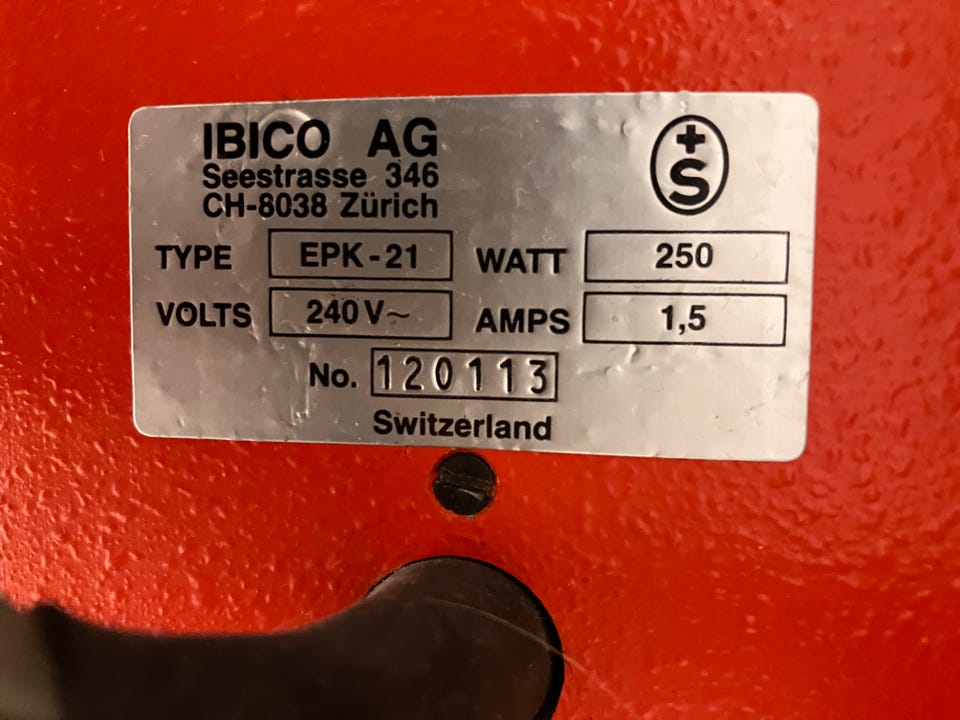 IBICO AG
Seestrasse 346
CH-8038 Zürich
+S
TYPE EPK-21 WATT 250
VOLTS 240 V~ AMPS 1,5
No. 120113
Switzerland